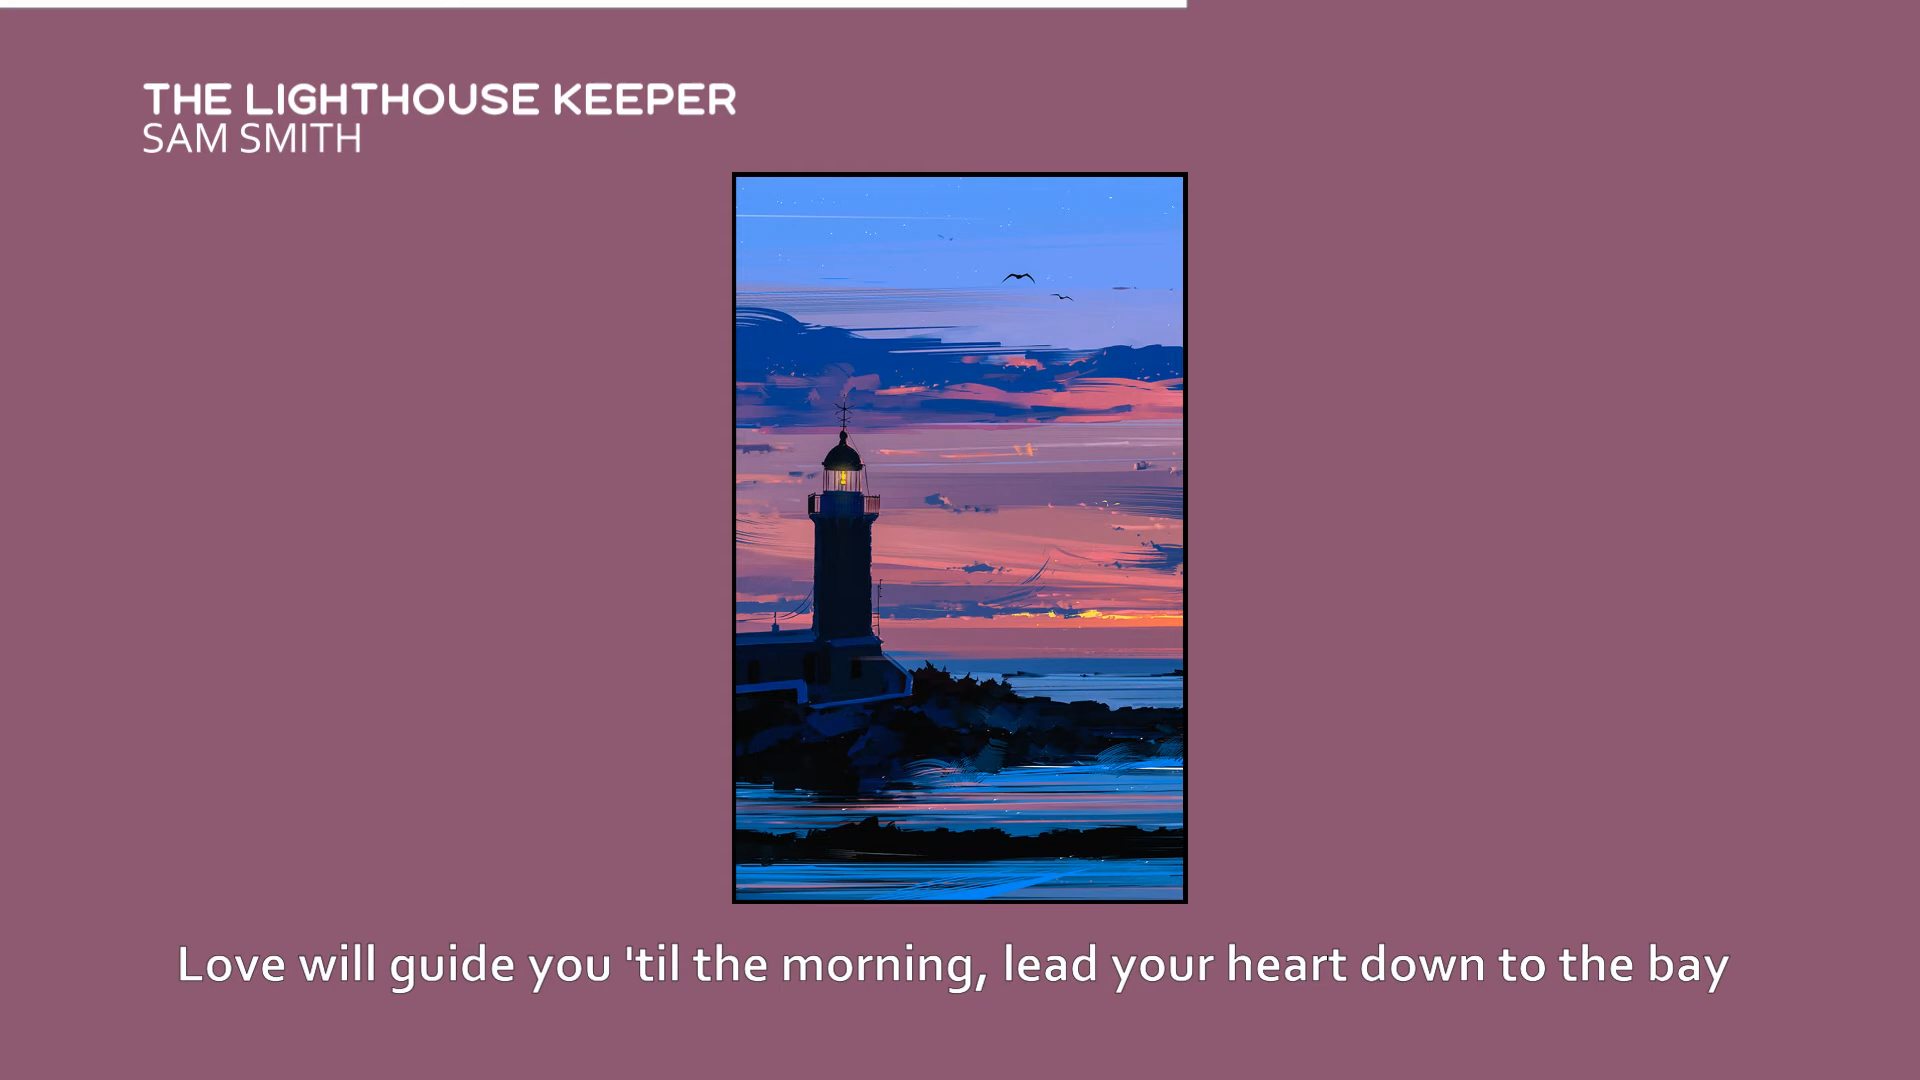 THE LIGHTHOUSE KEEPER
SAM SMITH
Love will guide you 'til the morning, lead your heart down to the bay